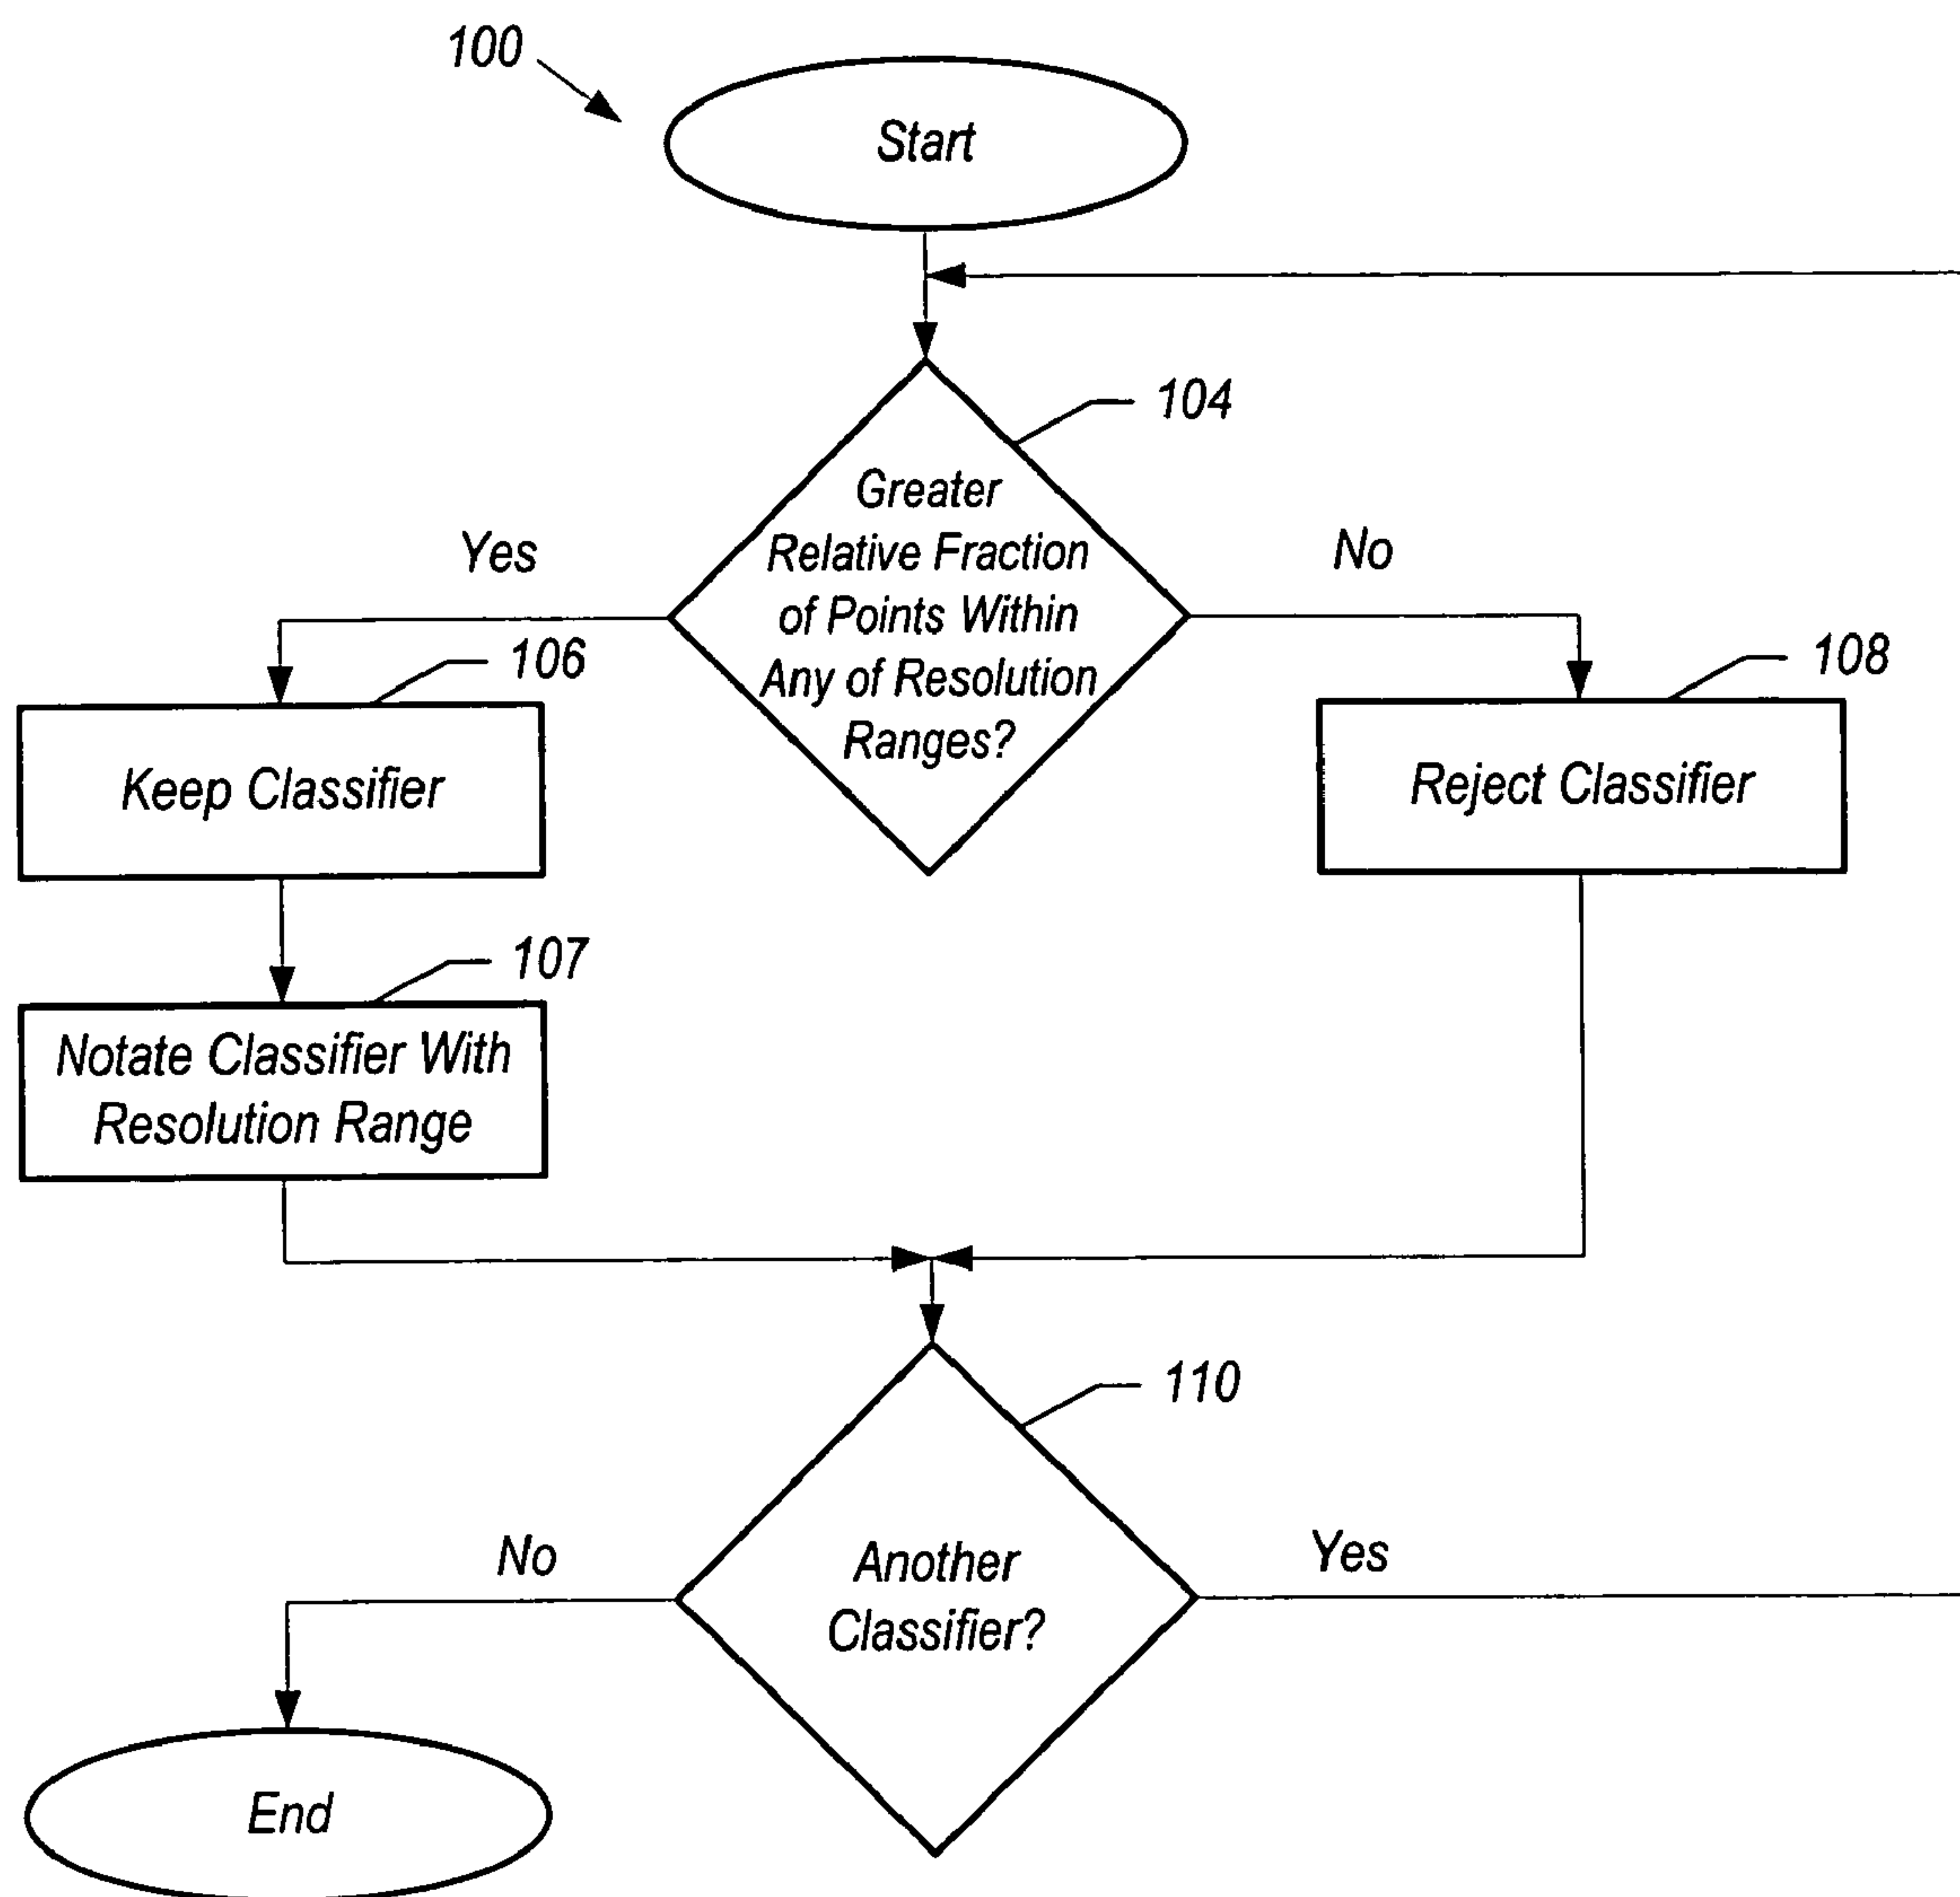 100
Start
104
Greater
Relative Fraction
of Points Within
Any of Resolution
Ranges?
Yes
No
106
108
Keep Classifier
Reject Classifier
107
Notate Classifier With
Resolution Range
110
Another
Classifier?
No
Yes
End